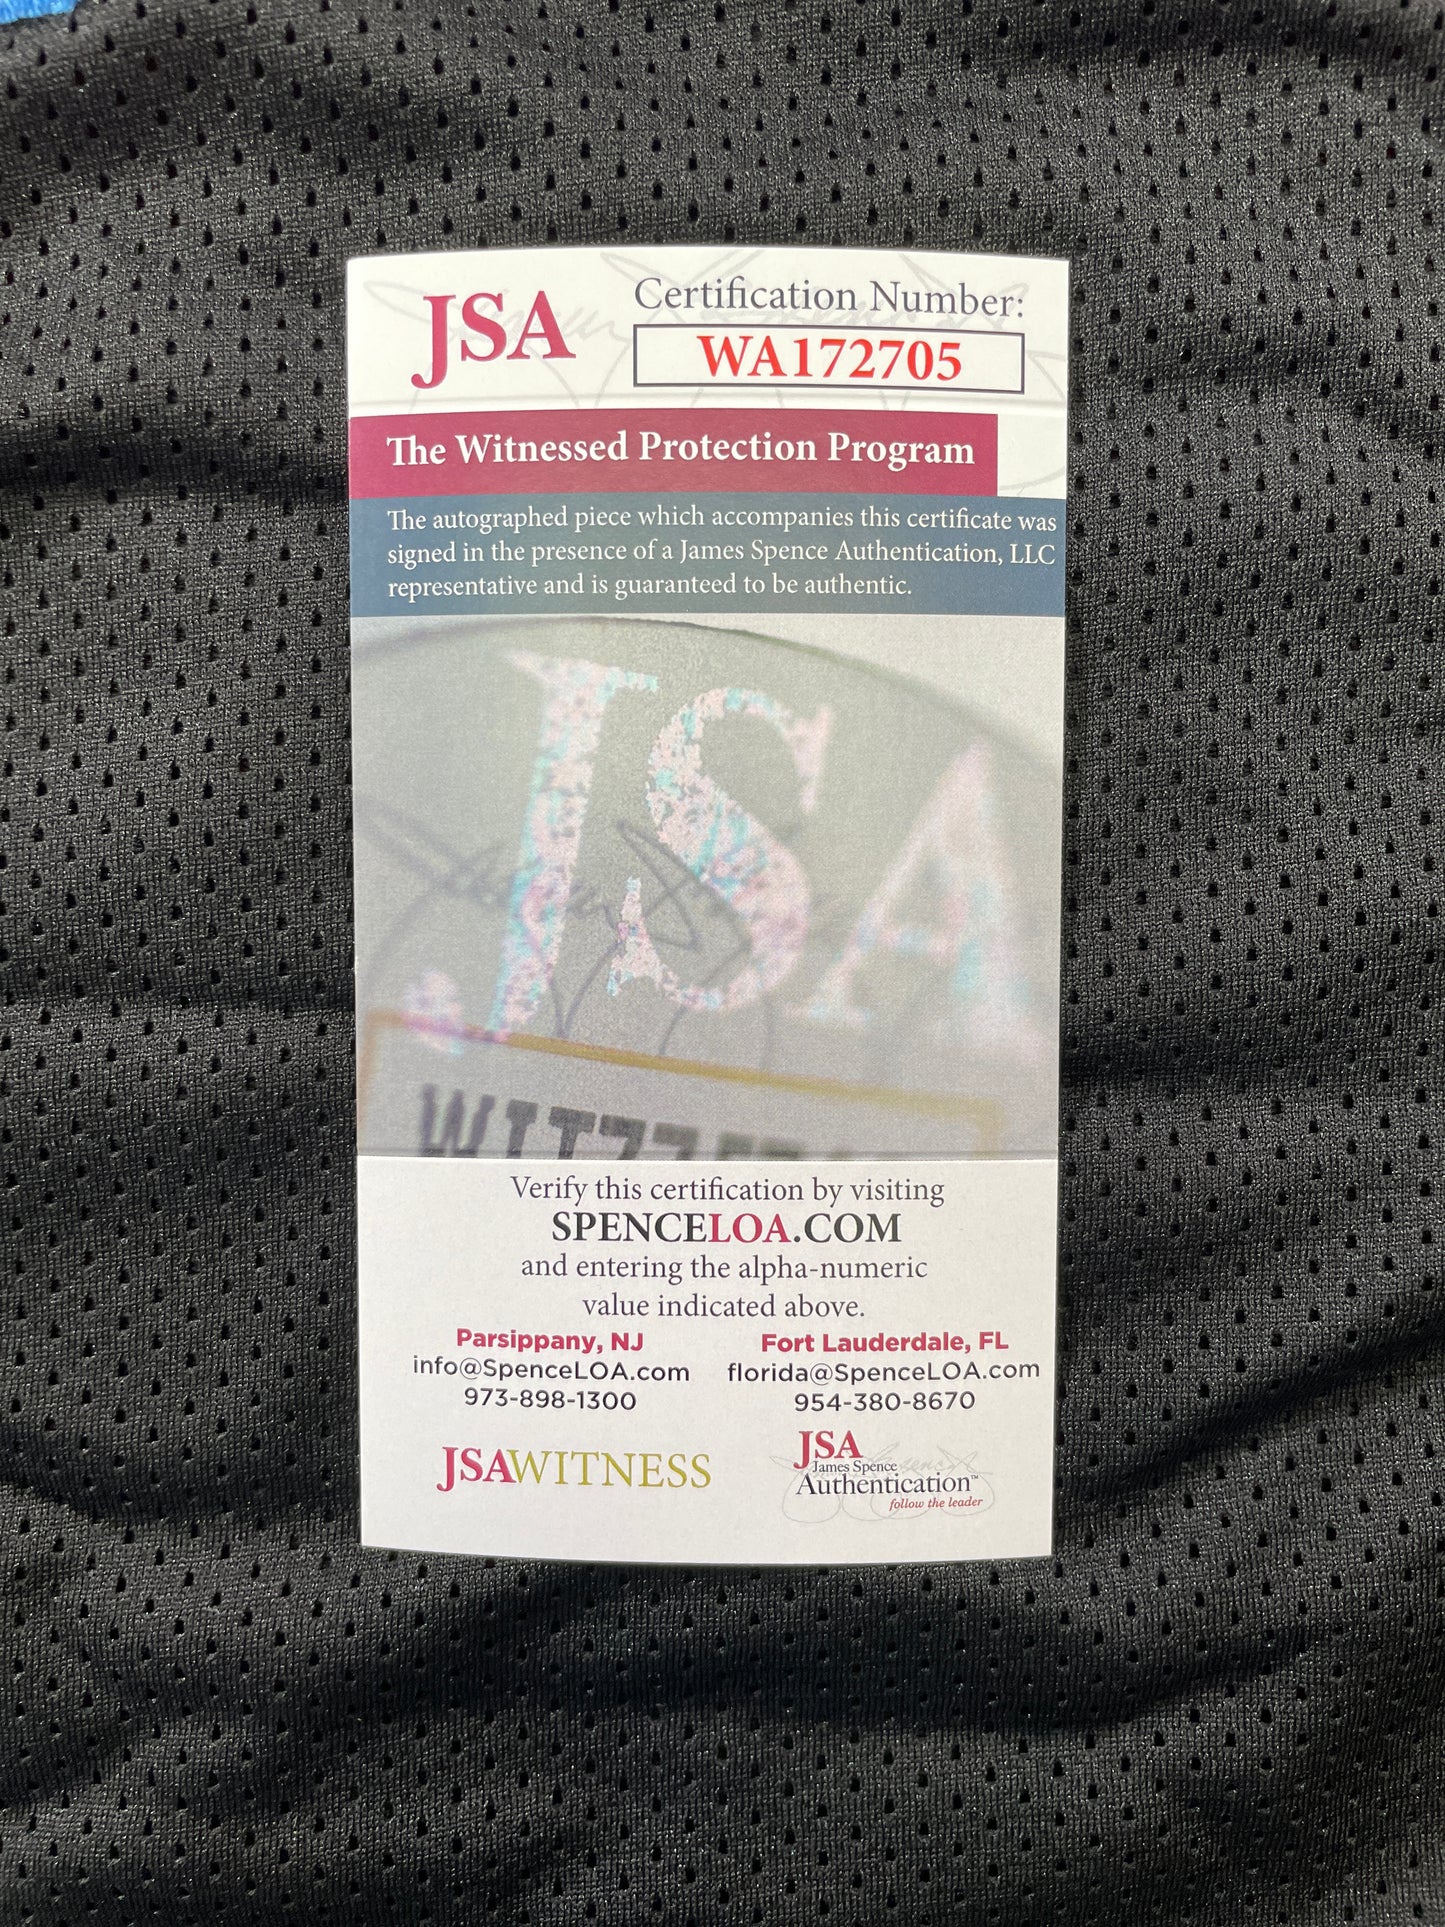 JSA
Certification Number:
WA172705
The Witnessed Protection Program
The autographed piece which accompanies this certificate was
signed in the presence of a James Spence Authentication, LLC
representative and is guaranteed to be authentic.
JSA
Verify this certification by visiting
SPENCELOA.COM
and entering the alpha-numeric
value indicated above.
Parsippany, NJ
info@SpenceLOA.com
973-898-1300
Fort Lauderdale, FL
florida@SpenceLOA.com
954-380-8670
JSAWITNESS
JSA
James Spence
Authentication™
follow the leader